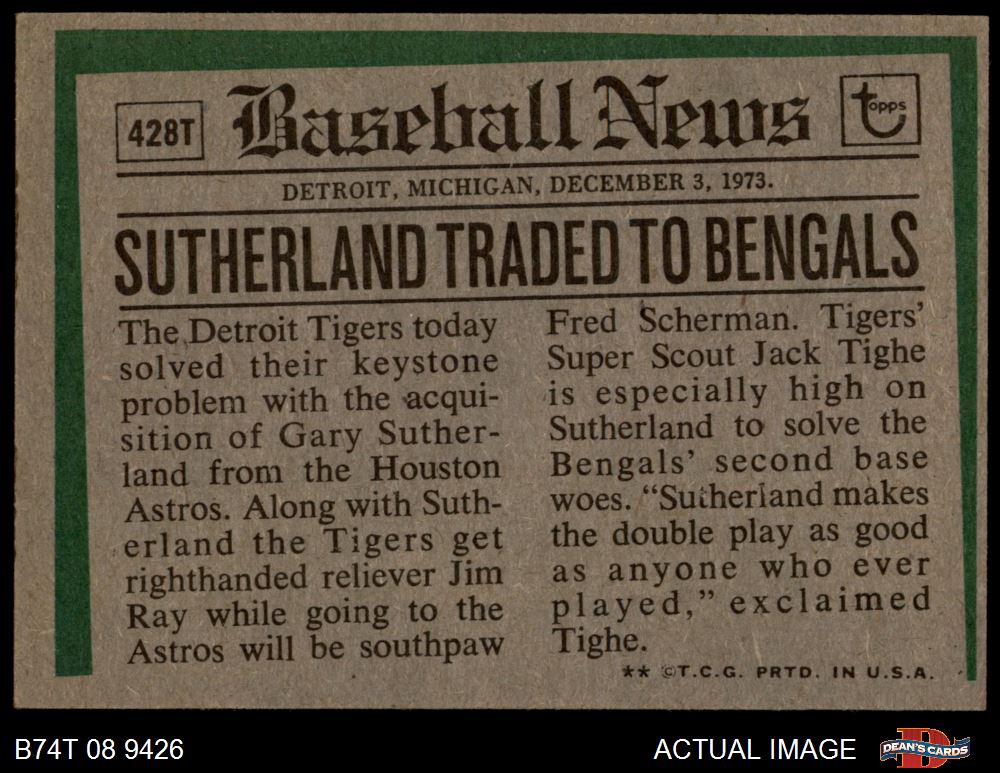 428T
Baseball News
Topps
DETROIT, MICHIGAN, DECEMBER 3, 1973.
SUTHERLAND TRADED TO BENGALS
The Detroit Tigers today
solved their keystone
problem with the acqui-
sition of Gary Suther-
land from the Houston
Astros. Along with Suth-
erland the Tigers get
righthanded reliever Jim
Ray while going to the
Astros will be southpaw
Fred Scherman. Tigers'
Super Scout Jack Tighe
is especially high on
Sutherland to solve the
Bengals' second base
woes. “Sutherland makes
the double play as good
as anyone who ever
played,” exclaimed
Tighe.
** ©T.C.G. PRTD. IN U.S.A.
B74T 08 9426
ACTUAL IMAGE
DEAN'S CARDS